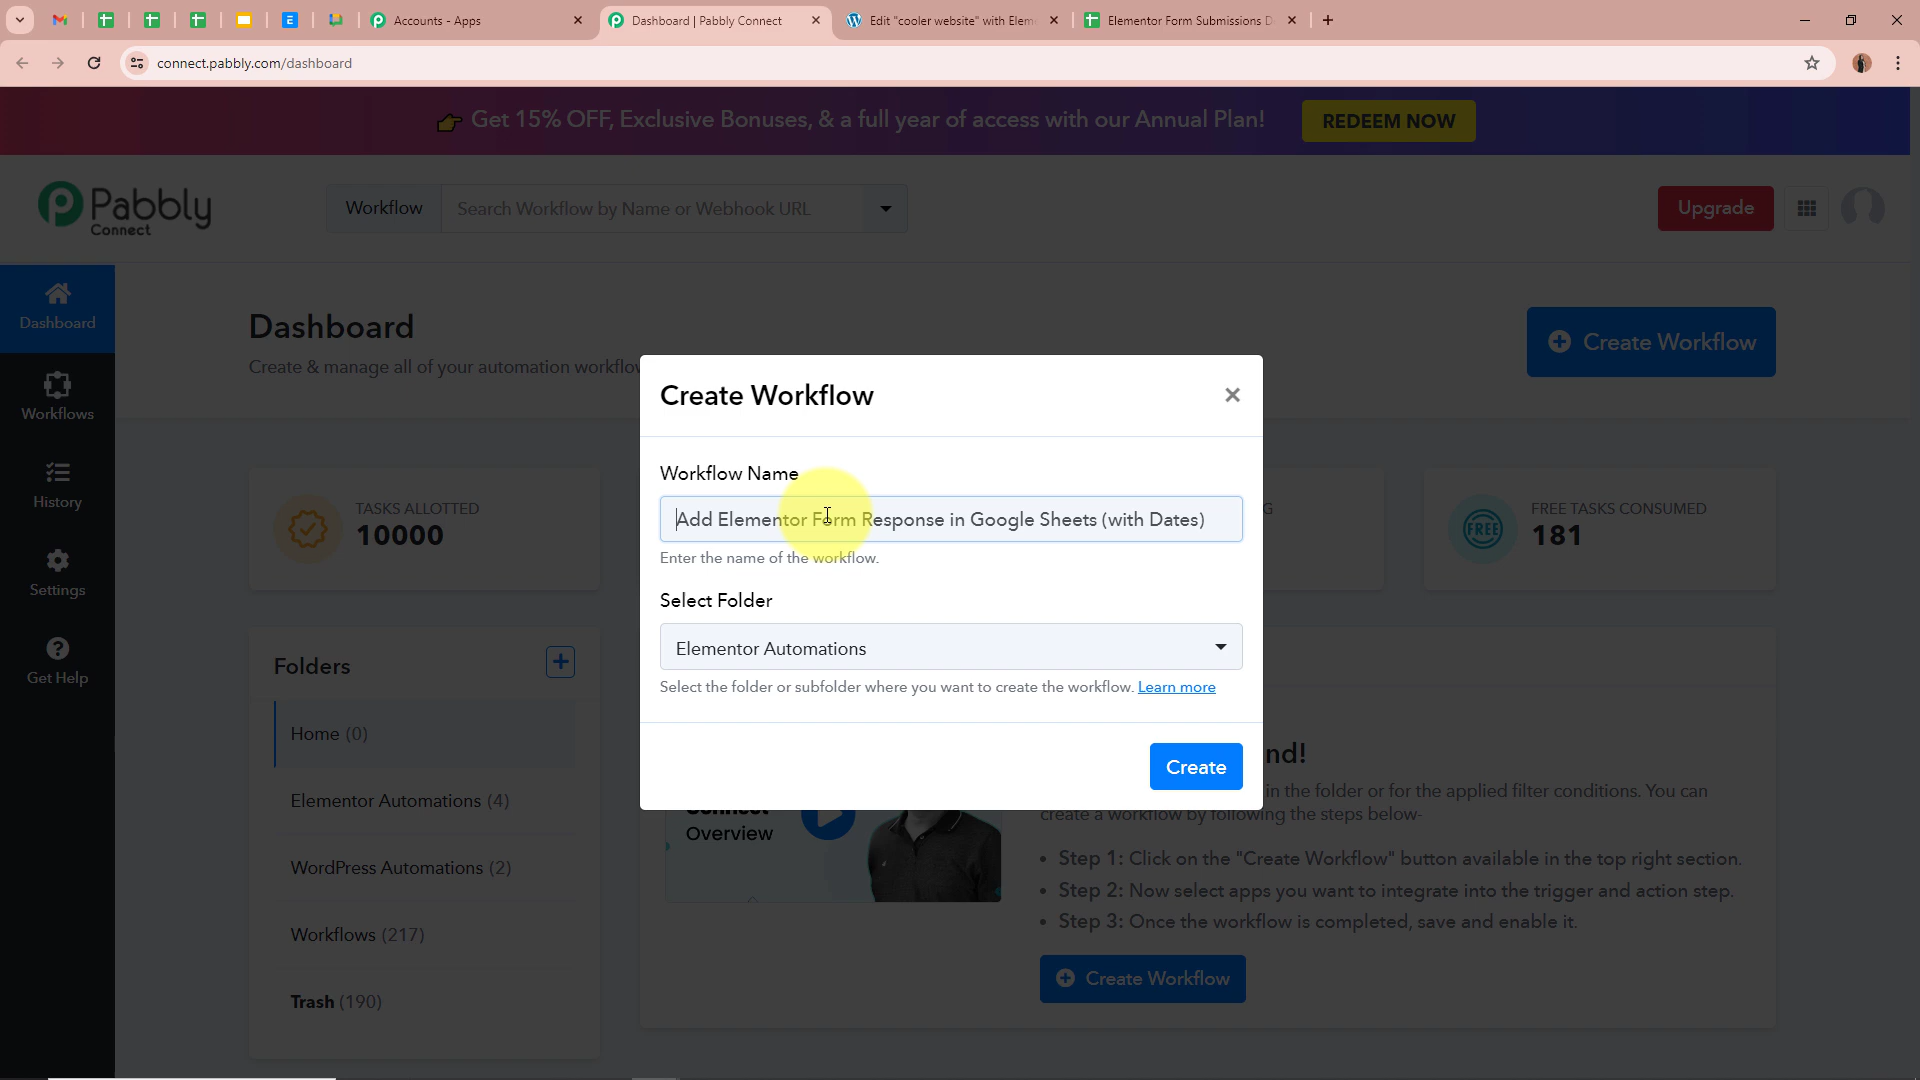 Accounts - Apps
Dashboard | Pabbly Connect
Edit "cooler website" with Elem
Elementor Form Submissions D
connect.pabbly.com/dashboard
Get 15% OFF, Exclusive Bonuses, & a full year of access with our Annual Plan!
REDEEM NOW
Pabbly
Connect
Workflow
Search Workflow by Name or Webhook URL
Upgrade
Dashboard
Workflows
History
Settings
Get Help
Dashboard
Create & manage all of your automation workflow
Create Workflow
TASKS ALLOTTED
10000
G
FREE TASKS CONSUMED
181
FREE
Create Workflow
Workflow Name
Add Elementor Form Response in Google Sheets (with Dates)
Enter the name of the workflow.
Select Folder
Elementor Automations
Select the folder or subfolder where you want to create the workflow. Learn more
Create
Folders
Home (0)
Elementor Automations (4)
WordPress Automations (2)
Workflows (217)
Trash (190)
Overview
nd!
in the folder or for the applied filter conditions. You can
create a workflow by following the steps below-
Step 1: Click on the "Create Workflow" button available in the top right section.
Step 2: Now select apps you want to integrate into the trigger and action step.
Step 3: Once the workflow is completed, save and enable it.
Create Workflow